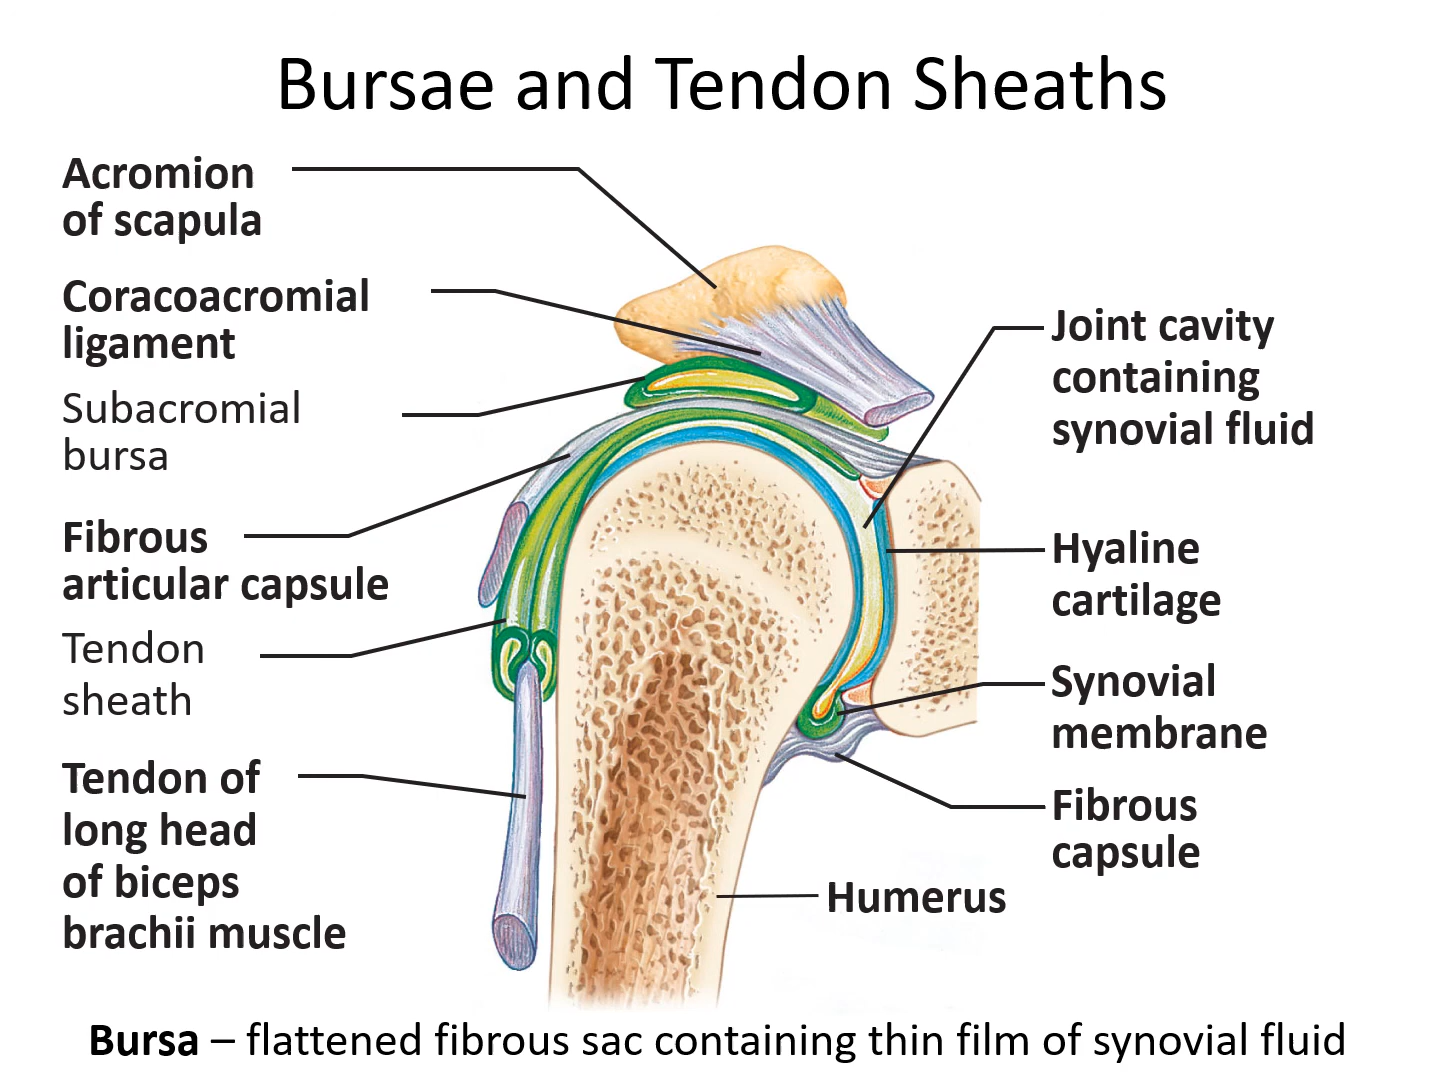 Bursae and Tendon Sheaths
Acromion
of scapula
Coracoacromial
ligament
Subacromial
bursa
Fibrous
articular capsule
Tendon
sheath
Tendon of
long head
of biceps
brachii muscle
Joint cavity
containing
synovial fluid
Hyaline
cartilage
Synovial
membrane
Fibrous
capsule
Humerus
Bursa – flattened fibrous sac containing thin film of synovial fluid